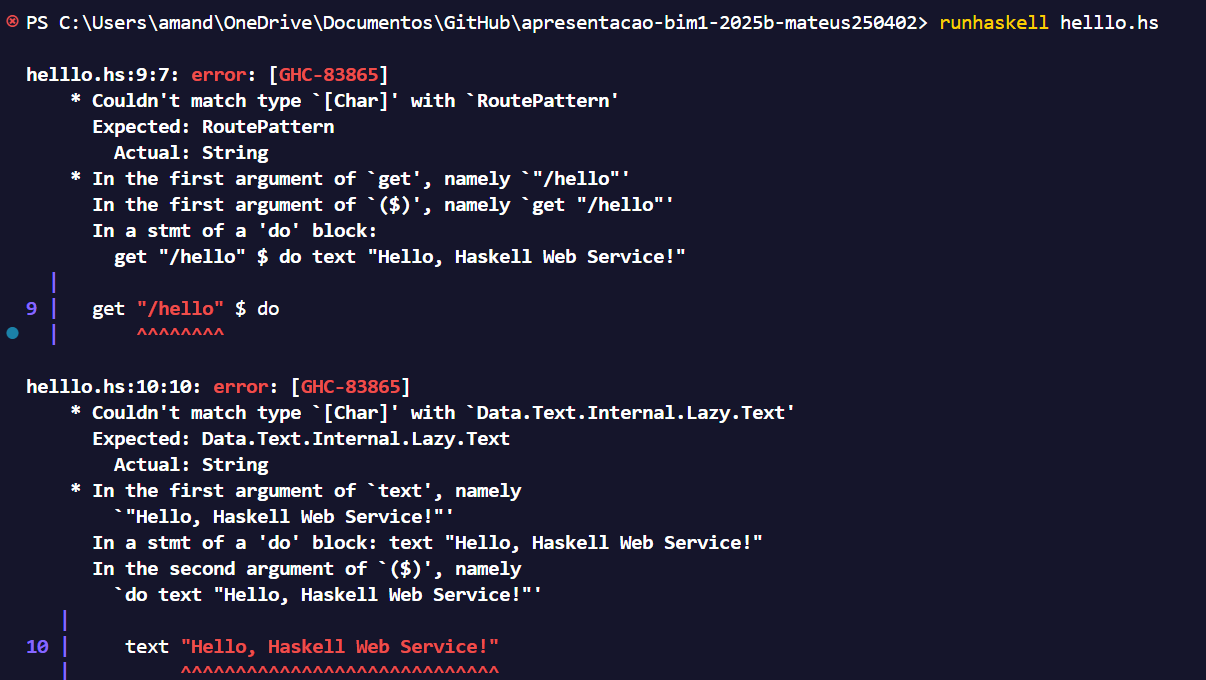 PS C:\Users\amand\OneDrive\Documentos\GitHub\apresentacao-bim1-2025b-mateus250402> runhaskell helllo.hs
helllo.hs:9:7: error: [GHC-83865]
* Couldn't match type `[Char]' with `RoutePattern'
Expected: RoutePattern
Actual: String
* In the first argument of `get', namely `"/hello"'
In the first argument of `($)', namely `get "/hello"'
In a stmt of a 'do' block:
get "/hello" $ do text "Hello, Haskell Web Service!"
|
9 | get "/hello" $ do
| ^^^^^^^^
helllo.hs:10:10: error: [GHC-83865]
* Couldn't match type `[Char]' with `Data.Text.Internal.Lazy.Text'
Expected: Data.Text.Internal.Lazy.Text
Actual: String
* In the first argument of `text', namely
`"Hello, Haskell Web Service!"'
In a stmt of a 'do' block: text "Hello, Haskell Web Service!"
In the second argument of `($)', namely
`do text "Hello, Haskell Web Service!"'
|
10 | text "Hello, Haskell Web Service!"
| ^^^^^^^^^^^^^^^^^^^^^^^^^^^^^